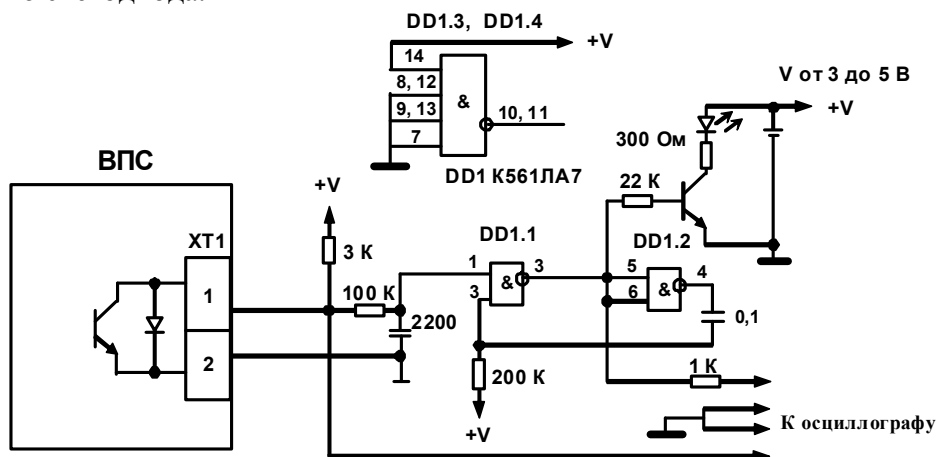 DD1.3, DD1.4
+V
14
8, 12
9, 13
7
&
10, 11
DD1 К561ЛА7
V от 3 до 5 В
+V
300 Ом
22 К
ВПС
ХТ1
1
2
+V
3 К
100 К
2200
DD1.1
1
3
&
3
200 К
+V
DD1.2
5
6
&
4
0,1
1 К
К осциллографу